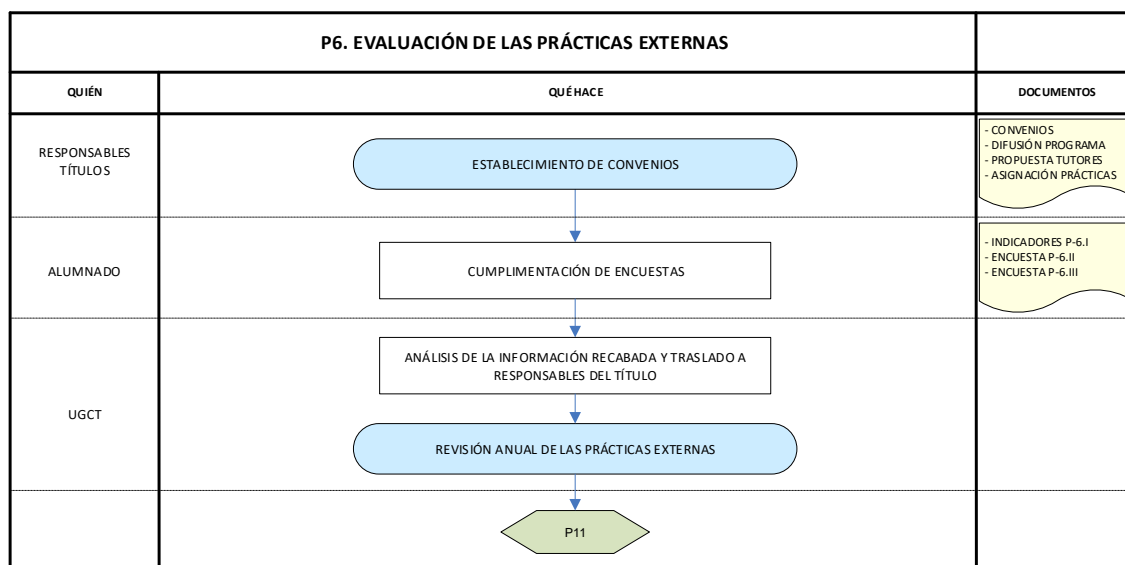 P6. EVALUACIÓN DE LAS PRÁCTICAS EXTERNAS
QUIÉN
QUÉ HACE
DOCUMENTOS
RESPONSABLES
TÍTULOS
ESTABLECIMIENTO DE CONVENIOS
- CONVENIOS
- DIFUSIÓN PROGRAMA
- PROPUESTA TUTORES
- ASIGNACIÓN PRÁCTICAS
ALUMNADO
CUMPLIMENTACIÓN DE ENCUESTAS
- INDICADORES P-6.I
- ENCUESTA P-6.II
- ENCUESTA P-6.III
UGCT
ANÁLISIS DE LA INFORMACIÓN RECABADA Y TRASLADO A
RESPONSABLES DEL TÍTULO
REVISIÓN ANUAL DE LAS PRÁCTICAS EXTERNAS
P11